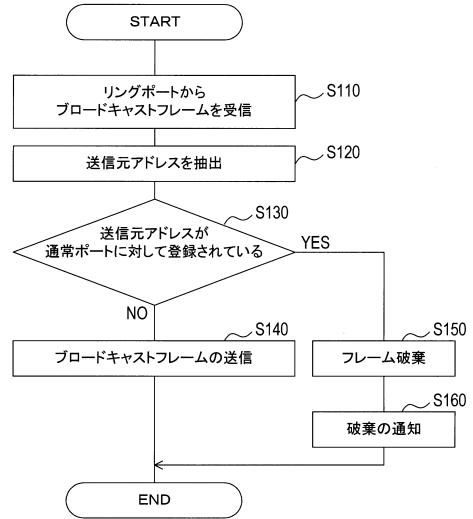 START
リングポートから
ブロードキャストフレームを受信
S110
送信元アドレスを抽出
S120
送信元アドレスが
通常ポートに対して登録されている
S130
YES
NO
ブロードキャストフレームの送信
S140
フレーム破棄
S150
破棄の通知
S160
END